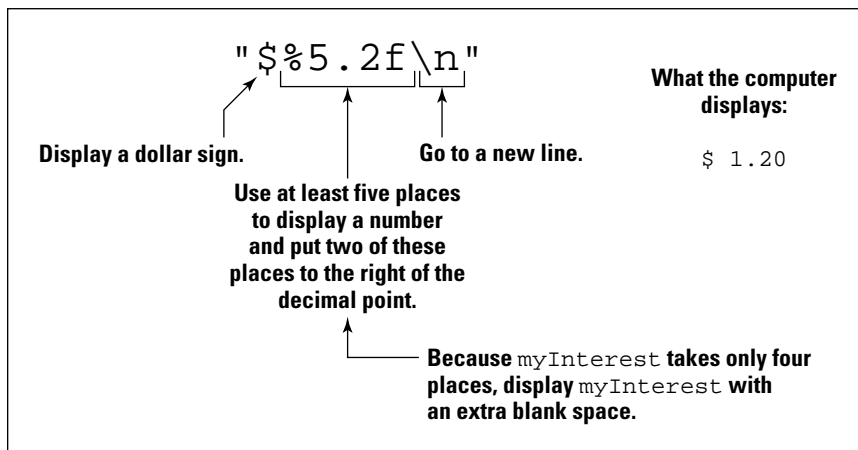 "$%5.2f\n"
What the computer
displays:
$ 1.20
Display a dollar sign.
Go to a new line.
Use at least five places
to display a number
and put two of these
places to the right of the
decimal point.
Because myInterest takes only four
places, display myInterest with
an extra blank space.